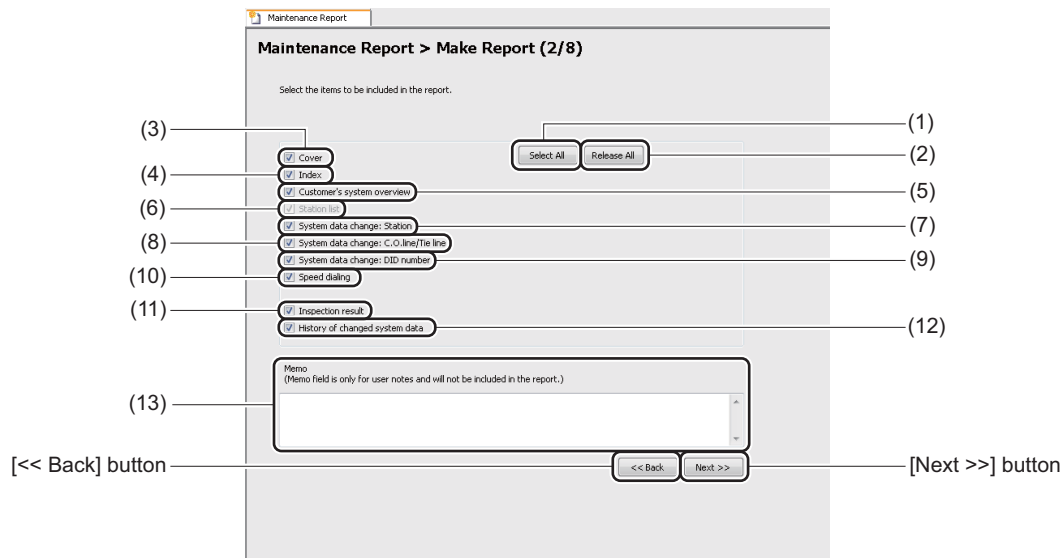 Maintenance Report
Maintenance Report > Make Report (2/8)
Select the items to be included in the report.
(1)
(3)
Select All
Release All
(2)
Cover
(4)
Index
Customer's system overview
(5)
(6)
Station list
System data change: Station
(7)
(8)
System data change: C.O.line/Tie line
System data change: DID number
(9)
(10)
Speed dialing
(11)
Inspection result
History of changed system data
(12)
Memo
(Memo field is only for user notes and will not be included in the report.)
(13)
[<< Back] button
<< Back
Next >>
[Next >>] button